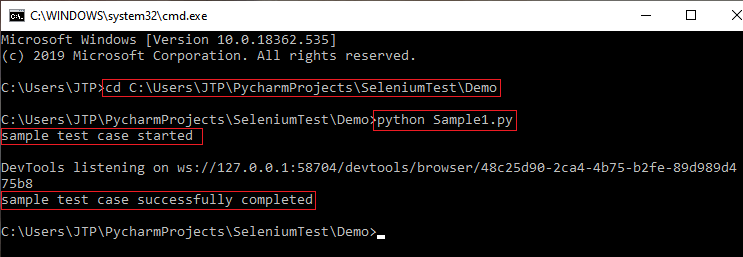 C:\WINDOWS\system32\cmd.exe
Microsoft Windows [Version 10.0.18362.535]
(c) 2019 Microsoft Corporation. All rights reserved.
C:\Users\JTP>cd C:\Users\JTP\PycharmProjects\SeleniumTest\Demo
C:\Users\JTP\PycharmProjects\SeleniumTest\Demo>python Sample1.py
sample test case started
DevTools listening on ws://127.0.0.1:58704/devtools/browser/48c25d90-2ca4-4b75-b2fe-89d989d4
75b8
sample test case successfully completed
C:\Users\JTP\PycharmProjects\SeleniumTest\Demo>